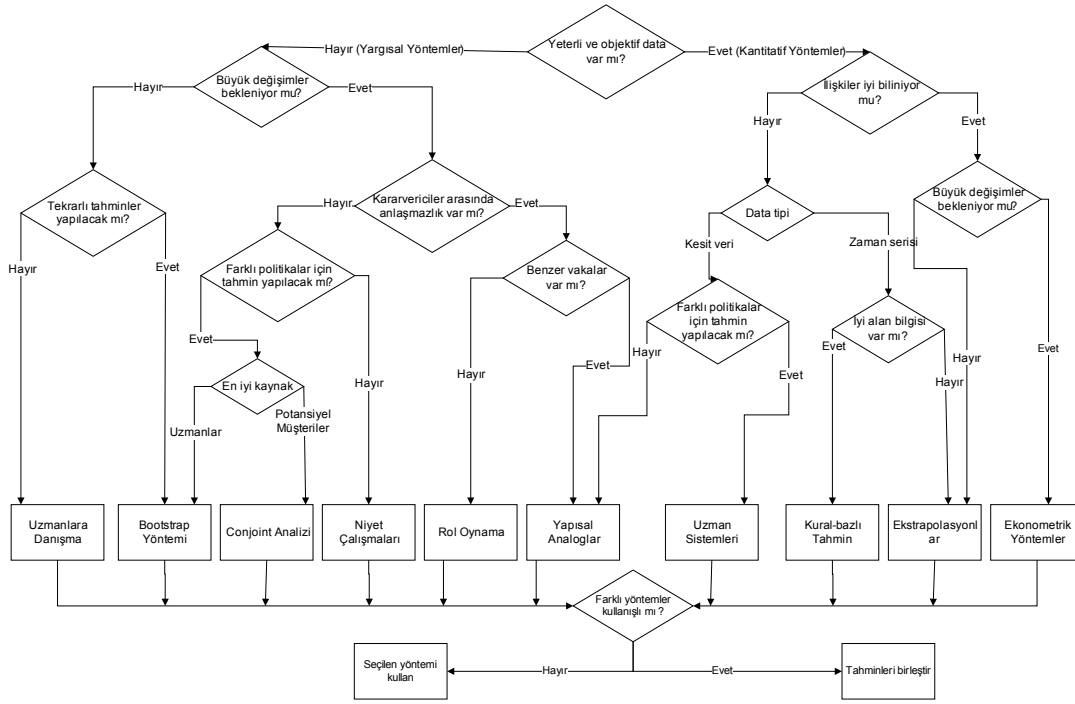 Yeterli ve objektif data
var mı?
Hayır (Yargısal Yöntemler)
Evet (Kantitatif Yöntemler)
Büyük değişimler
bekleniyor mu?
Hayır
Evet
İlişkiler iyi biliniyor
mu?
Hayır
Evet
Tekrarlı tahminler
yapılacak mı?
Hayır
Evet
Kararvericiler arasında
anlaşmazlık var mı?
Hayır
Evet
Data tipi
Kesit veri
Zaman serisi
Büyük değişimler
bekleniyor mu?
Farklı politikalar için
tahmin yapılacak mı?
Evet
Hayır
Benzer vakalar
var mı?
Hayır
Evet
Farklı politikalar
için tahmin
yapılacak mı?
Hayır
Evet
İyi alan bilgisi
var mı?
Evet
Hayır
Hayır
Evet
En iyi kaynak
Uzmanlar
Potansiyel
Müşteriler
Uzmanlara
Danışma
Bootstrap
Yöntemi
Conjoint Analizi
Niyet
Çalışmaları
Rol Oynama
Yapısal
Analoglar
Uzman
Sistemleri
Kural-bazlı
Tahmin
Ekstrapolasyonl
ar
Ekonometrik
Yöntemler
Farklı yöntemler
kullanışlı mı ?
Hayır
Evet
Seçilen yöntemi
kullan
Tahminleri birleştir